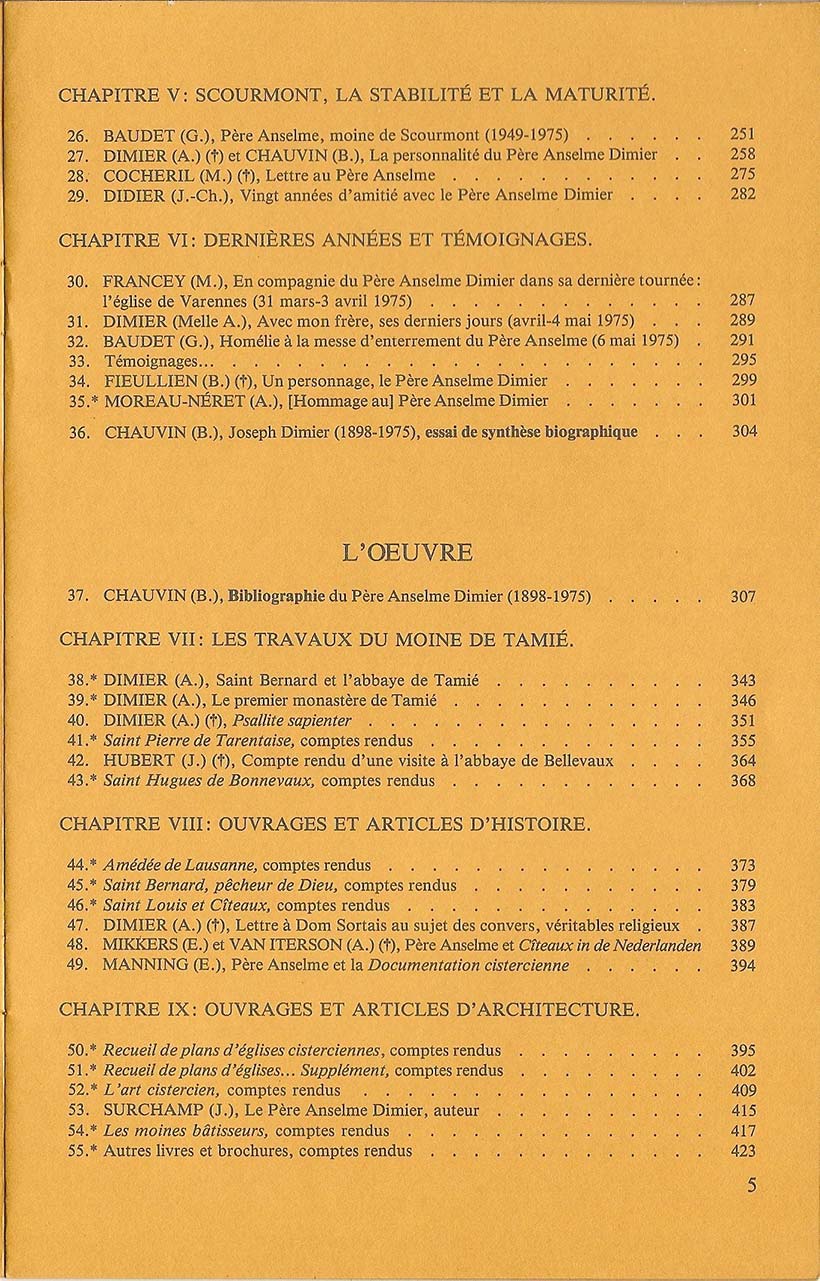 CHAPITRE V: SCOURMONT, LA STABILITÉ ET LA MATURITÉ.
26. BAUDET (G.), Père Anselme, moine de Scourmont (1949-1975) . . . . . . 251
27. DIMIER (A.) (†) et CHAUVIN (B.), La personnalité du Père Anselme Dimier . . 258
28. COCHERIL (M.) (†), Lettre au Père Anselme . . . . . . . . . . . . 275
29. DIDIER (J.-Ch.), Vingt années d'amitié avec le Père Anselme Dimier . . . . 282
CHAPITRE VI: DERNIÈRES ANNÉES ET TÉMOIGNAGES.
30. FRANCEY (M.), En compagnie du Père Anselme Dimier dans sa dernière tournée:
l'église de Varennes (31 mars-3 avril 1975) . . . . . . . . . . . . . 287
31. DIMIER (Melle A.), Avec mon frère, ses derniers jours (avril-4 mai 1975) . . . 289
32. BAUDET (G.), Homélie à la messe d'enterrement du Père Anselme (6 mai 1975) . 291
33. Témoignages... . . . . . . . . . . . . . . . . . . . . . . . 295
34. FIEULLIEN (B.) (†), Un personnage, le Père Anselme Dimier . . . . . . . 299
35.* MOREAU-NÉRET (A.), [Hommage au] Père Anselme Dimier . . . . . . . 301
36. CHAUVIN (B.), Joseph Dimier (1898-1975), essai de synthèse biographique . . . 304
L'OEUVRE
37. CHAUVIN (B.), Bibliographie du Père Anselme Dimier (1898-1975) . . . . . 307
CHAPITRE VII: LES TRAVAUX DU MOINE DE TAMIÉ.
38.* DIMIER (A.), Saint Bernard et l'abbaye de Tamié . . . . . . . . . . 343
39.* DIMIER (A.), Le premier monastère de Tamié . . . . . . . . . . . . 346
40. DIMIER (A.) (†), Psallite sapienter . . . . . . . . . . . . . . . . 351
41.* Saint Pierre de Tarentaise, comptes rendus . . . . . . . . . . . . . 355
42. HUBERT (J.) (†), Compte rendu d'une visite à l'abbaye de Bellevaux . . . . 364
43.* Saint Hugues de Bonnevaux, comptes rendus . . . . . . . . . . . . 368
CHAPITRE VIII: OUVRAGES ET ARTICLES D'HISTOIRE.
44.* Amédée de Lausanne, comptes rendus . . . . . . . . . . . . . . . 373
45.* Saint Bernard, pêcheur de Dieu, comptes rendus . . . . . . . . . . . 379
46.* Saint Louis et Cîteaux, comptes rendus . . . . . . . . . . . . . . 383
47. DIMIER (A.) (†), Lettre à Dom Sortais au sujet des convers, véritables religieux . 387
48. MIKKERS (E.) et VAN ITERSON (A.) (†), Père Anselme et Cîteaux in de Nederlanden 389
49. MANNING (E.), Père Anselme et la Documentation cistercienne . . . . . . 394
CHAPITRE IX: OUVRAGES ET ARTICLES D'ARCHITECTURE.
50.* Recueil de plans d'églises cisterciennes, comptes rendus . . . . . . . . . 395
51.* Recueil de plans d'églises... Supplément, comptes rendus . . . . . . . . . 402
52.* L'art cistercien, comptes rendus . . . . . . . . . . . . . . . . 409
53. SURCHAMP (J.), Le Père Anselme Dimier, auteur . . . . . . . . . . 415
54.* Les moines bâtisseurs, comptes rendus . . . . . . . . . . . . . . 417
55.* Autres livres et brochures, comptes rendus . . . . . . . . . . . . . 423
5